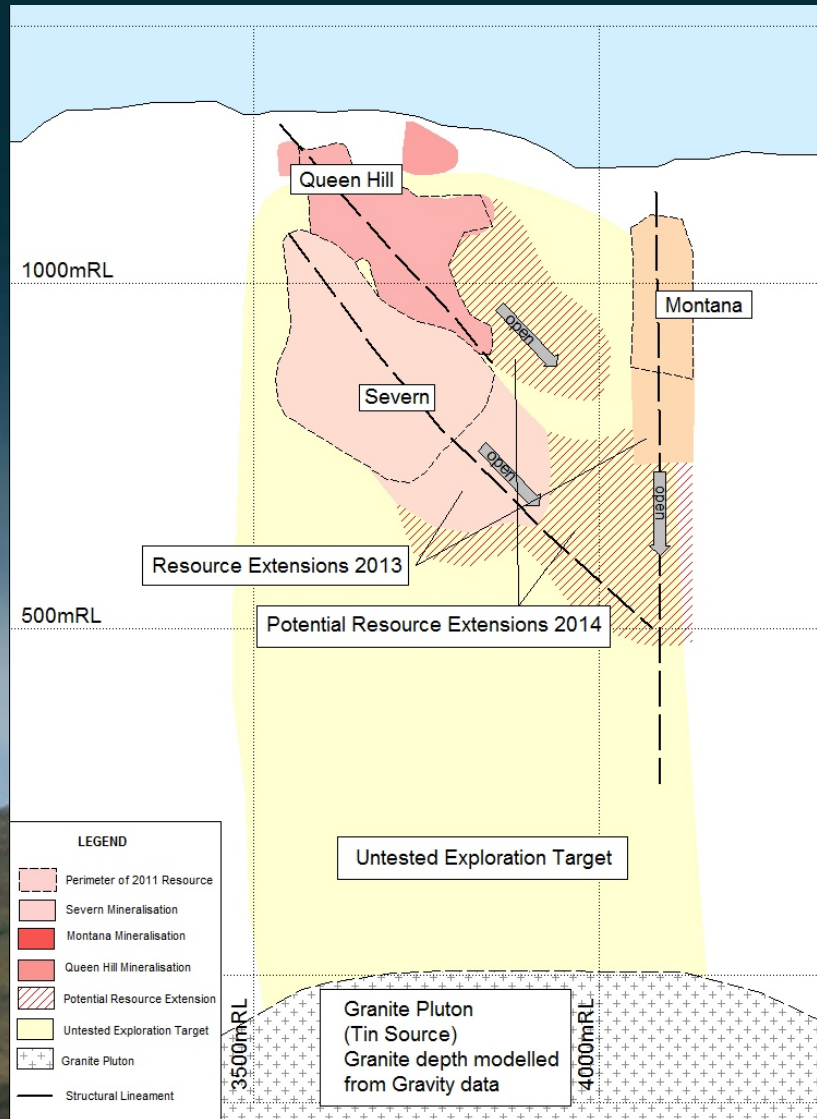 Queen Hill
1000mRL
Montana
open
Severn
open
open
Resource Extensions 2013
500mRL
Potential Resource Extensions 2014
Untested Exploration Target
LEGEND
Perimeter of 2011 Resource
Severn Mineralisation
Montana Mineralisation
Queen Hill Mineralisation
Potential Resource Extension
Untested Exploration Target
Granite Pluton
Structural Lineament
3500mRL
Granite Pluton
(Tin Source)
Granite depth modelled
from Gravity data
4000mRL